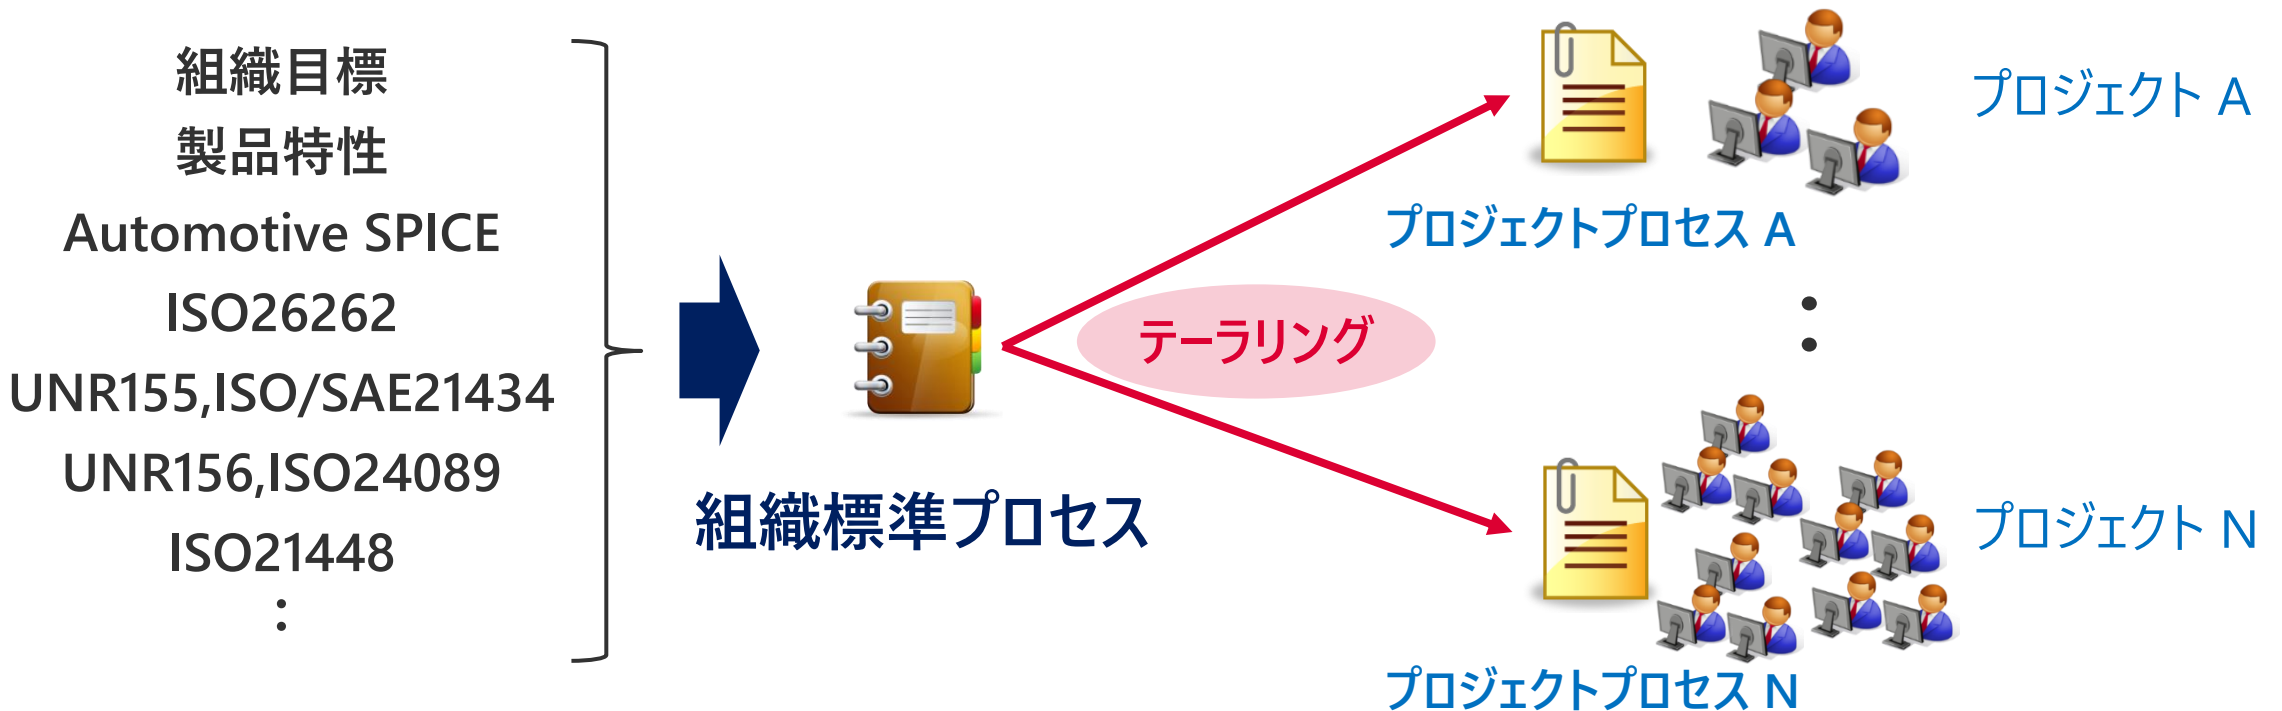 組織目標
製品特性
Automotive SPICE
ISO26262
UNR155,ISO/SAE21434
UNR156,ISO24089
ISO21448
:
組織標準プロセス
テーラリング
プロジェクト A
プロジェクトプロセス A
:
プロジェクト N
プロジェクトプロセス N